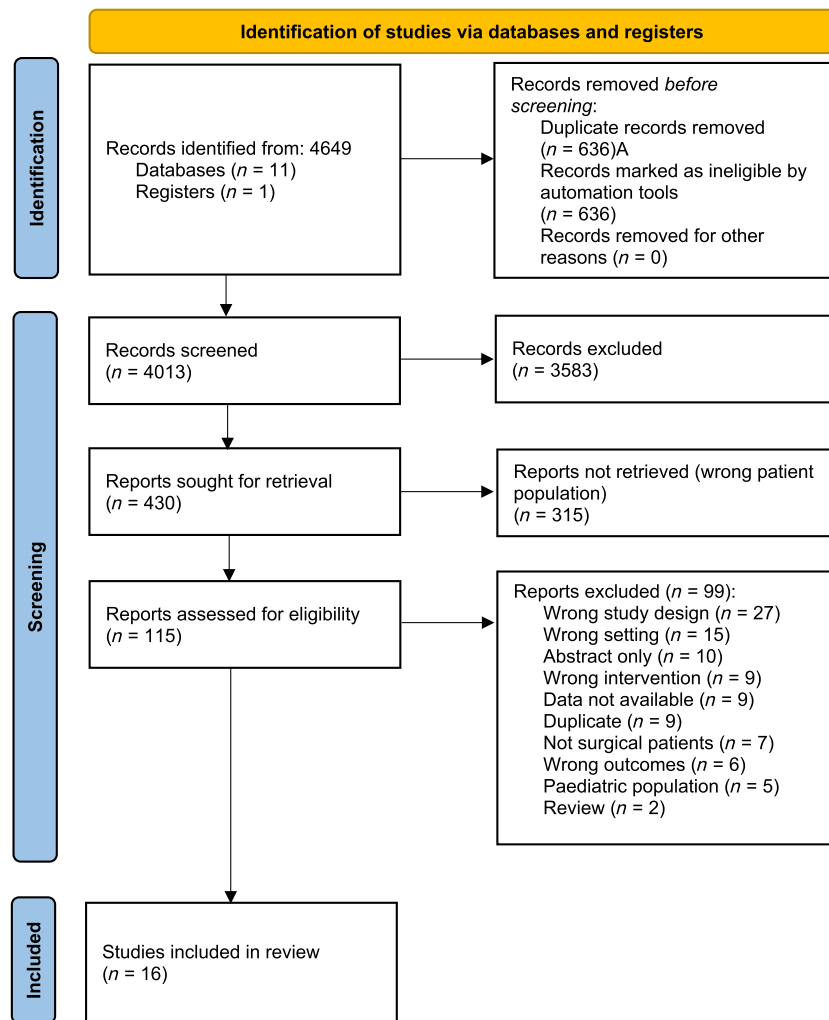 Identification of studies via databases and registers
Identification
Records identified from: 4649
Databases (n = 11)
Registers (n = 1)
Records removed before
screening:
Duplicate records removed
(n = 636)A
Records marked as ineligible by
automation tools
(n = 636)
Records removed for other
reasons (n = 0)
Screening
Records screened
(n = 4013)
Records excluded
(n = 3583)
Reports sought for retrieval
(n = 430)
Reports not retrieved (wrong patient
population)
(n = 315)
Reports assessed for eligibility
(n = 115)
Reports excluded (n = 99):
Wrong study design (n = 27)
Wrong setting (n = 15)
Abstract only (n = 10)
Wrong intervention (n = 9)
Data not available (n = 9)
Duplicate (n = 9)
Not surgical patients (n = 7)
Wrong outcomes (n = 6)
Paediatric population (n = 5)
Review (n = 2)
Included
Studies included in review
(n = 16)